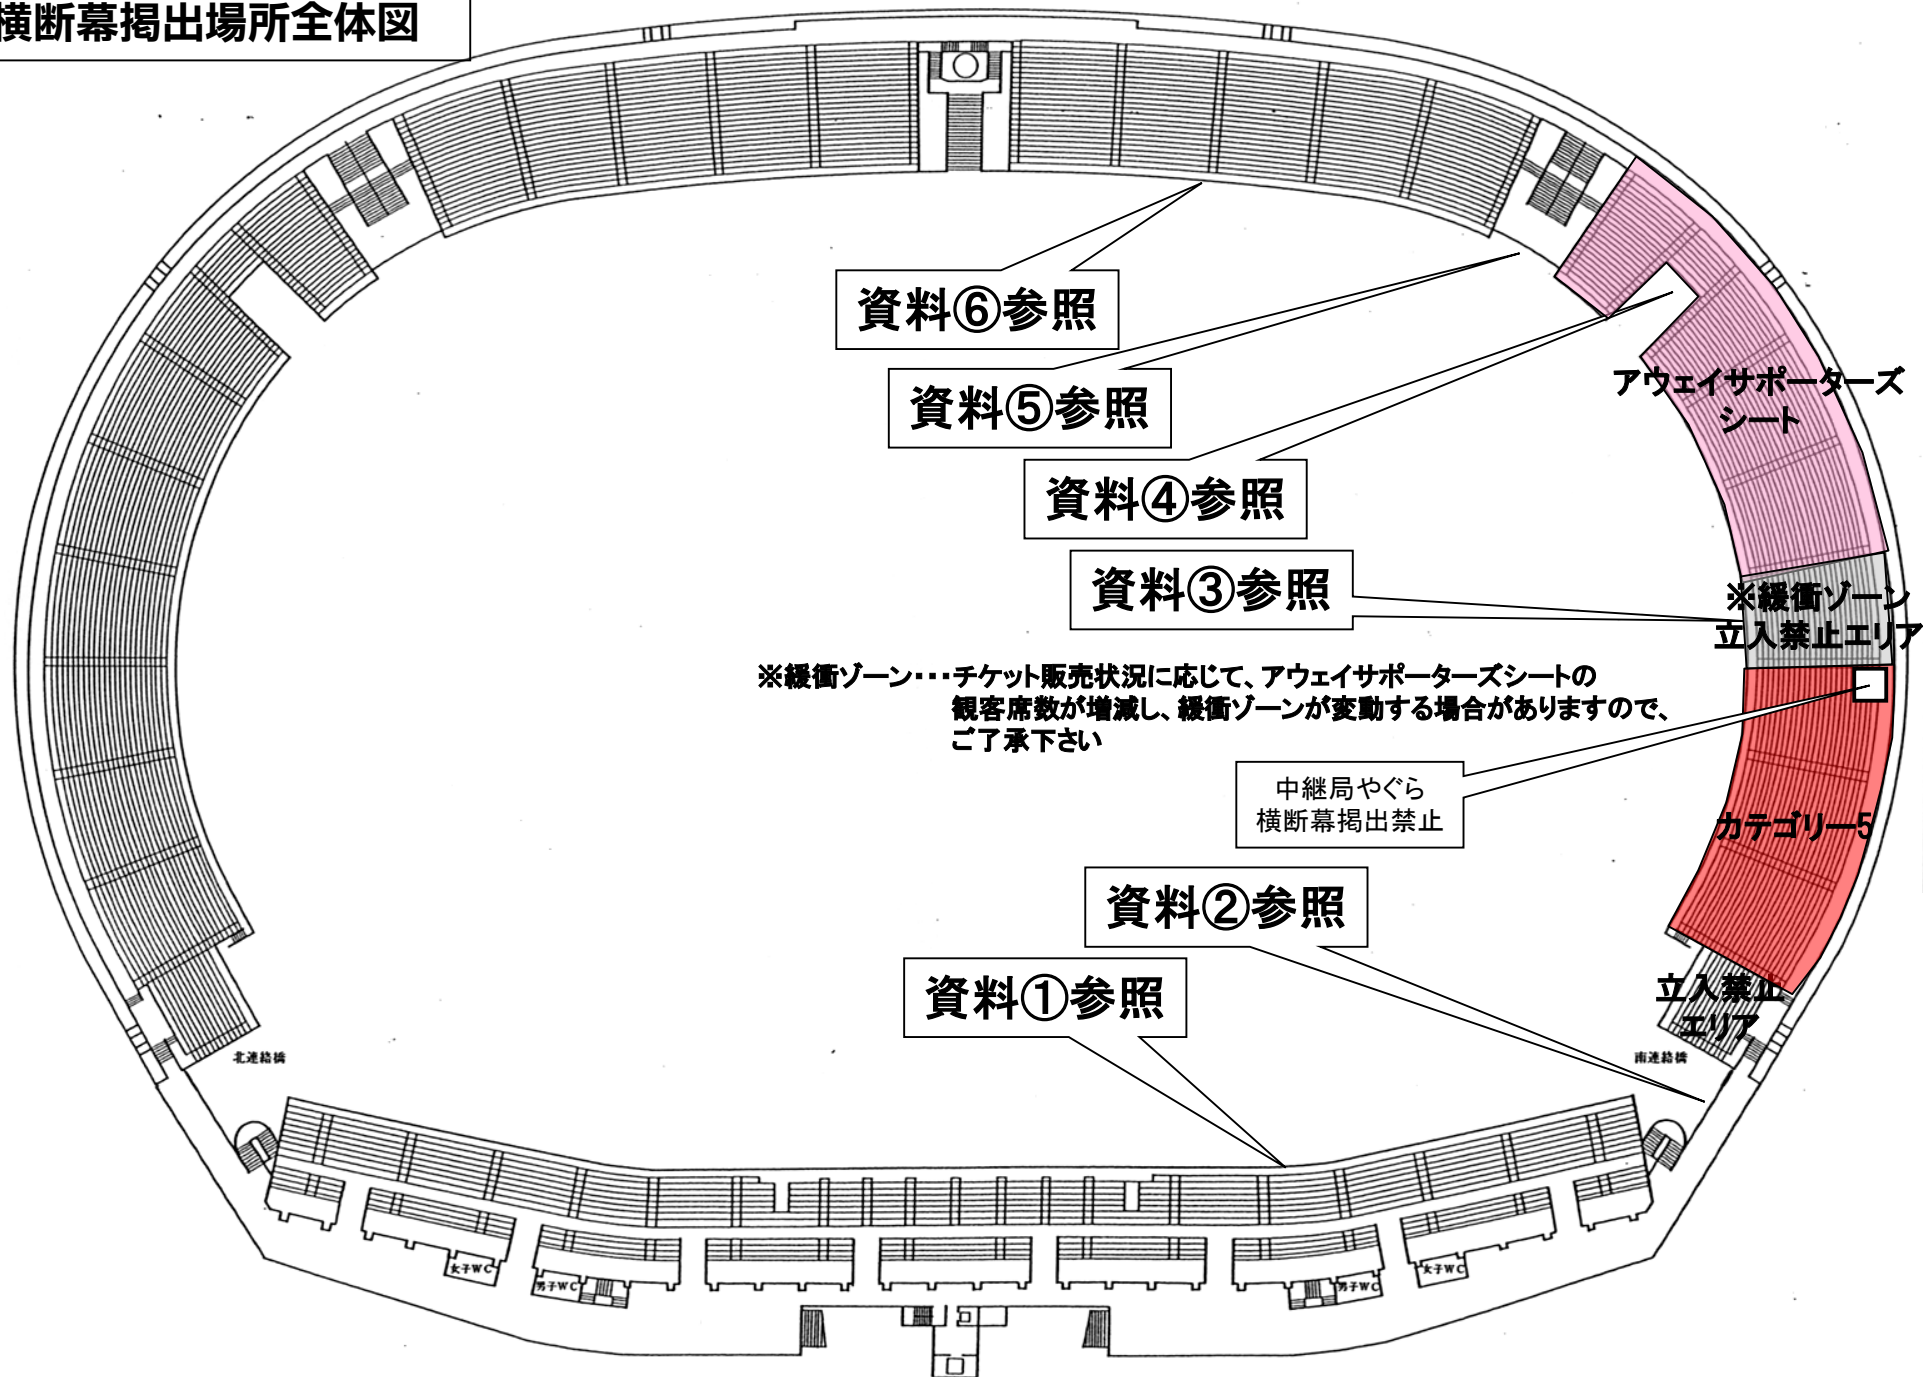 横断幕掲出場所全体図
資料⑥参照
資料⑤参照
アウェイサポーターズ
シート
資料④参照
資料③参照
※緩衝ゾーン
立入禁止エリア
※緩衝ゾーン・・・チケット販売状況に応じて、アウェイサポーターズシートの
観客席数が増減し、緩衝ゾーンが変動する場合がありますので、
ご了承下さい
中継局やぐら
横断幕掲出禁止
カテゴリー5
資料②参照
資料①参照
立入禁止
エリア
北連絡橋
南連絡橋
女子WC
男子WC
男子WC
女子WC